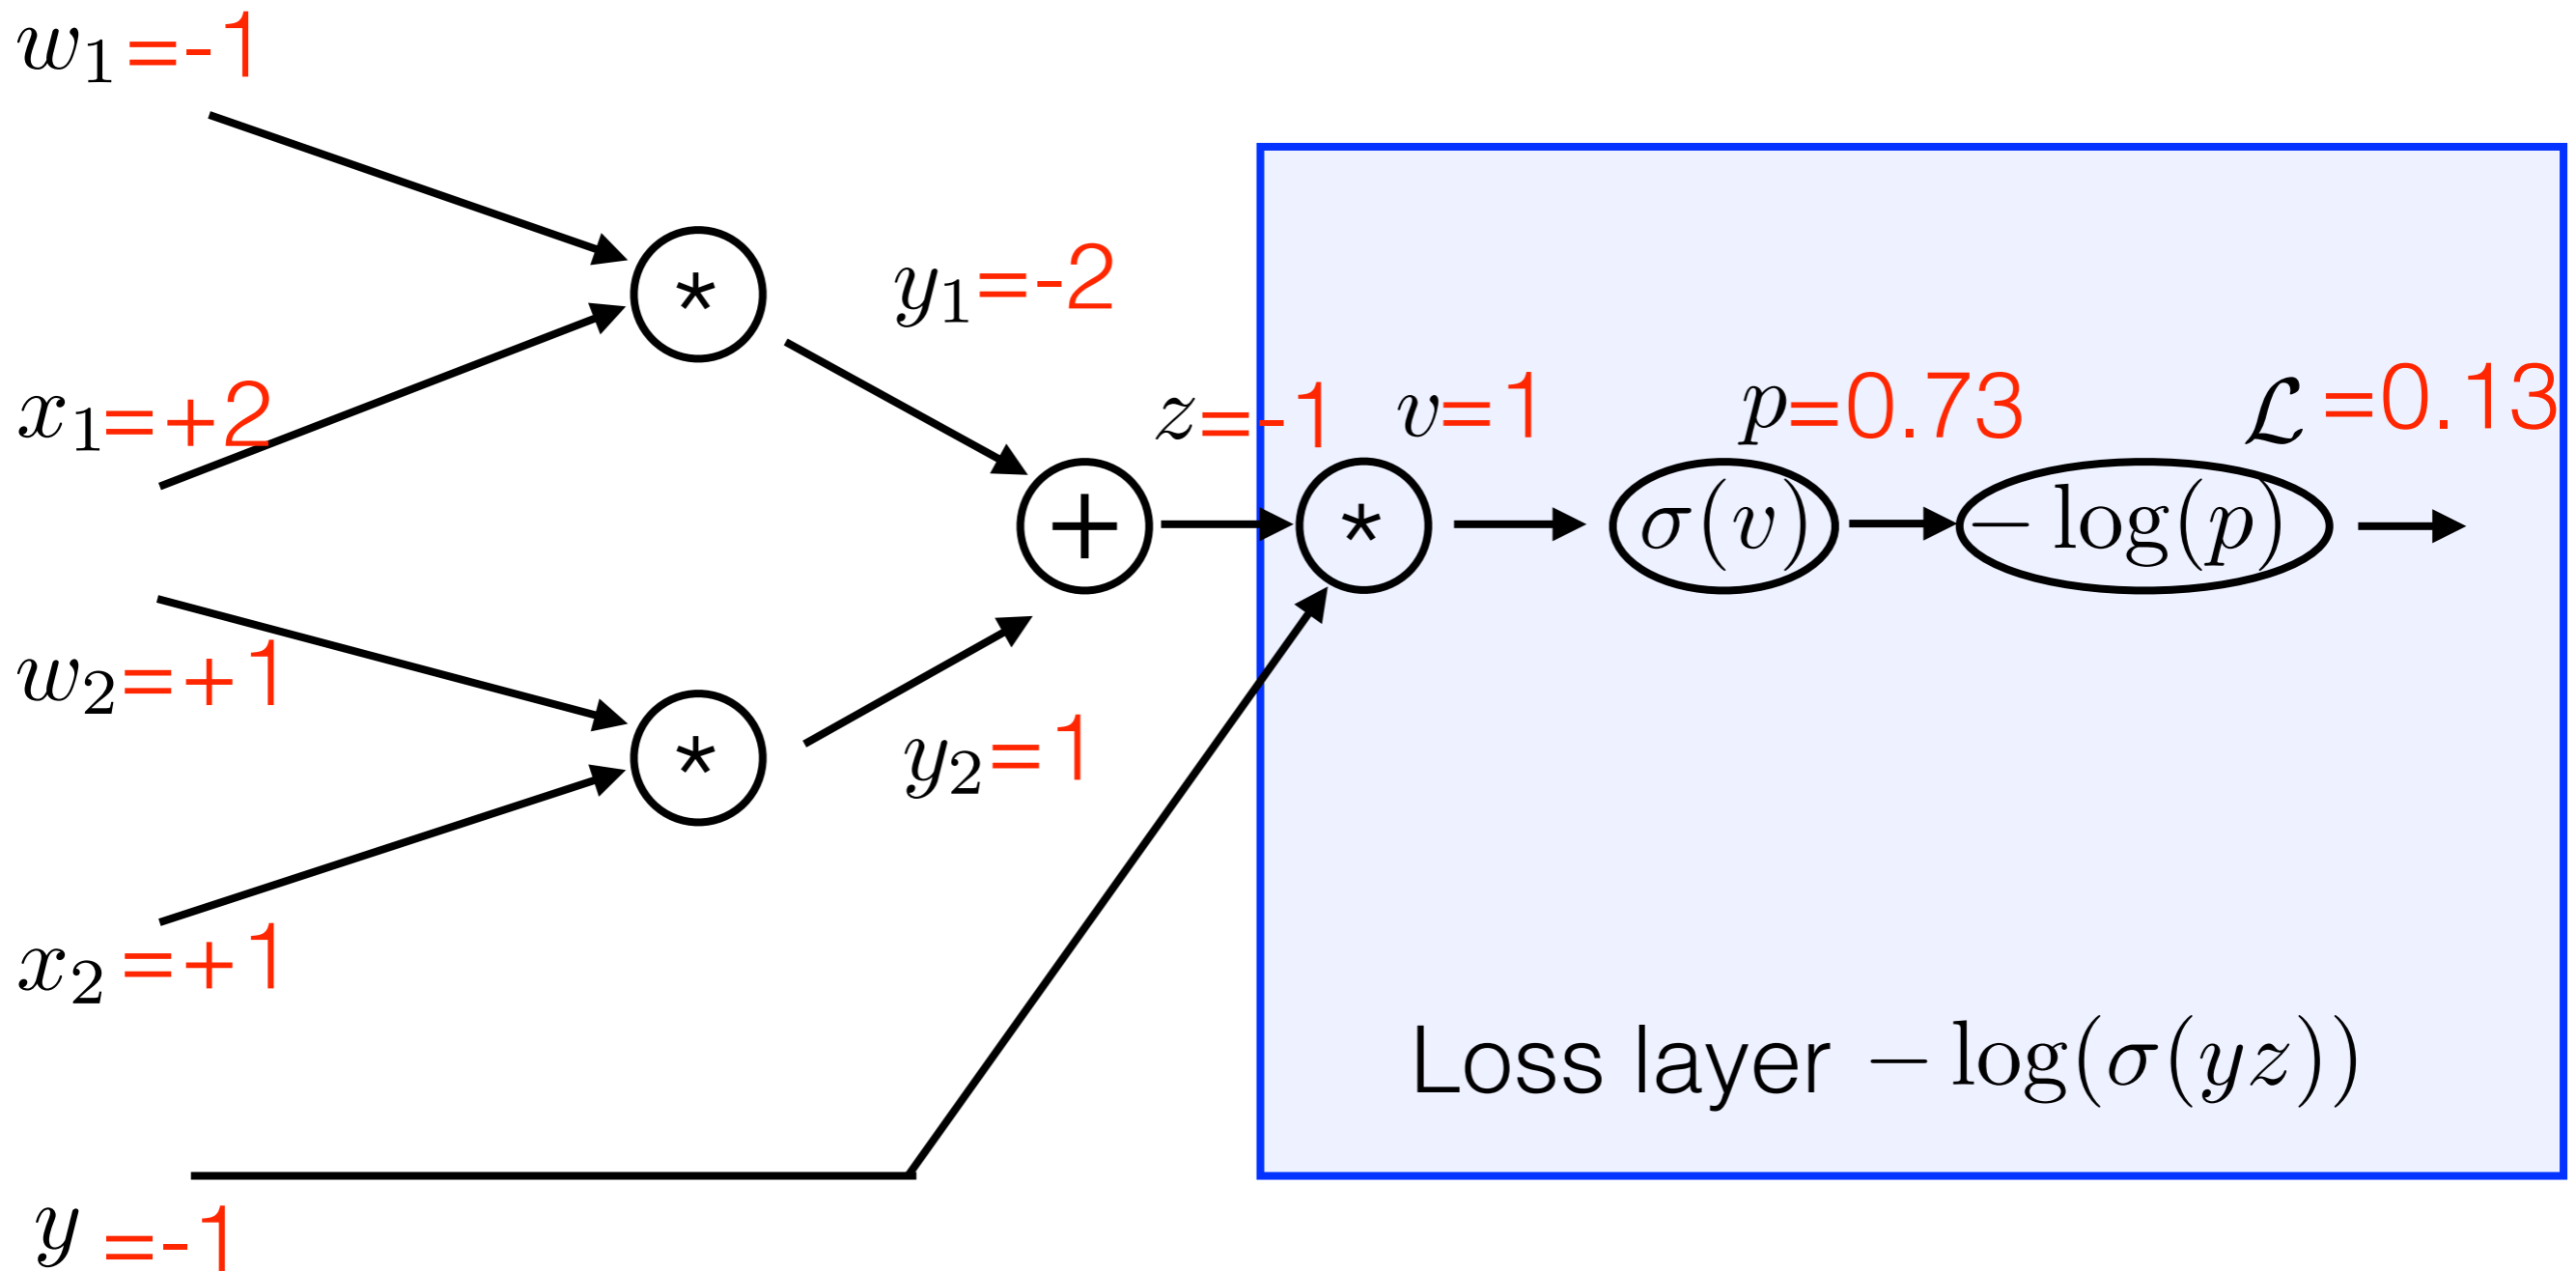 w₁=-1
x₁=+2
w₂=+1
x₂=+1
y=-1
*
*
y₁=-2
y₂=1
+
z=-1
*
v=1
σ(v)
p=0.73
− log(p)
ℒ=0.13
Loss layer − log(σ(yz))